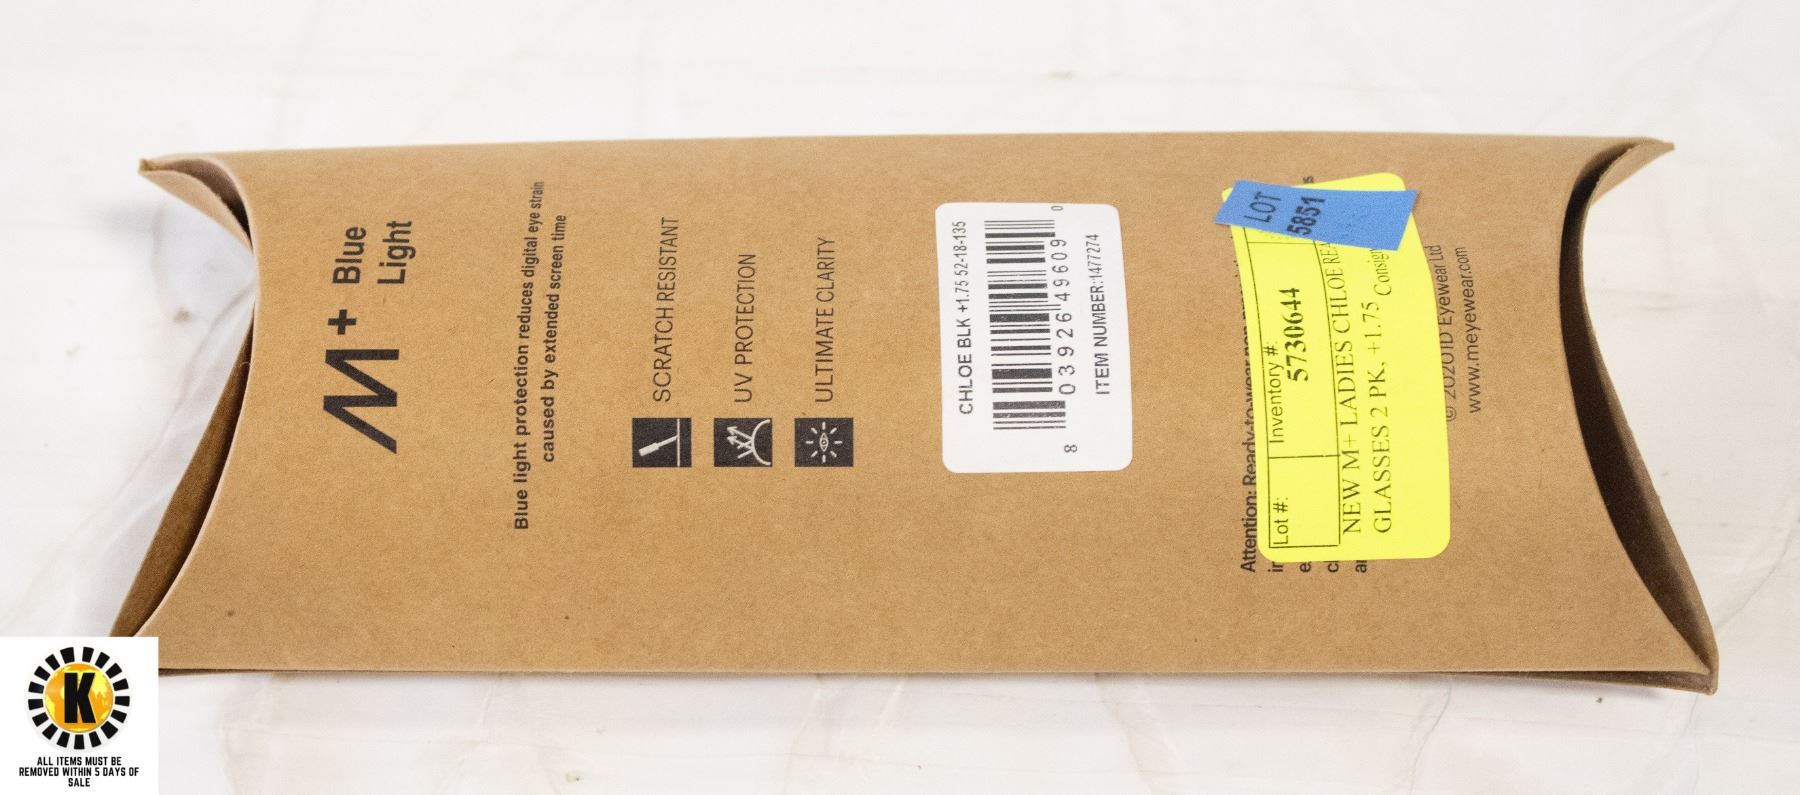 M+ Blue
Light
Blue light protection reduces digital eye strain
caused by extended screen time
SCRATCH RESISTANT
UV PROTECTION
ULTIMATE CLARITY
CHLOE BLK +1.75 52-18-135
8 03926 49609 0
ITEM NUMBER:1477274
Attention: Ready-to-wear
LOT
5851
Lot #: Inventory #:
5730644
NEW M+ LADIES CHLOE
GLASSES 2 PK, +1.75
© 2020 1D Eyewear Ltd
www.meyewear.com
K
ALL ITEMS MUST BE
REMOVED WITHIN 5 DAYS OF
SALE